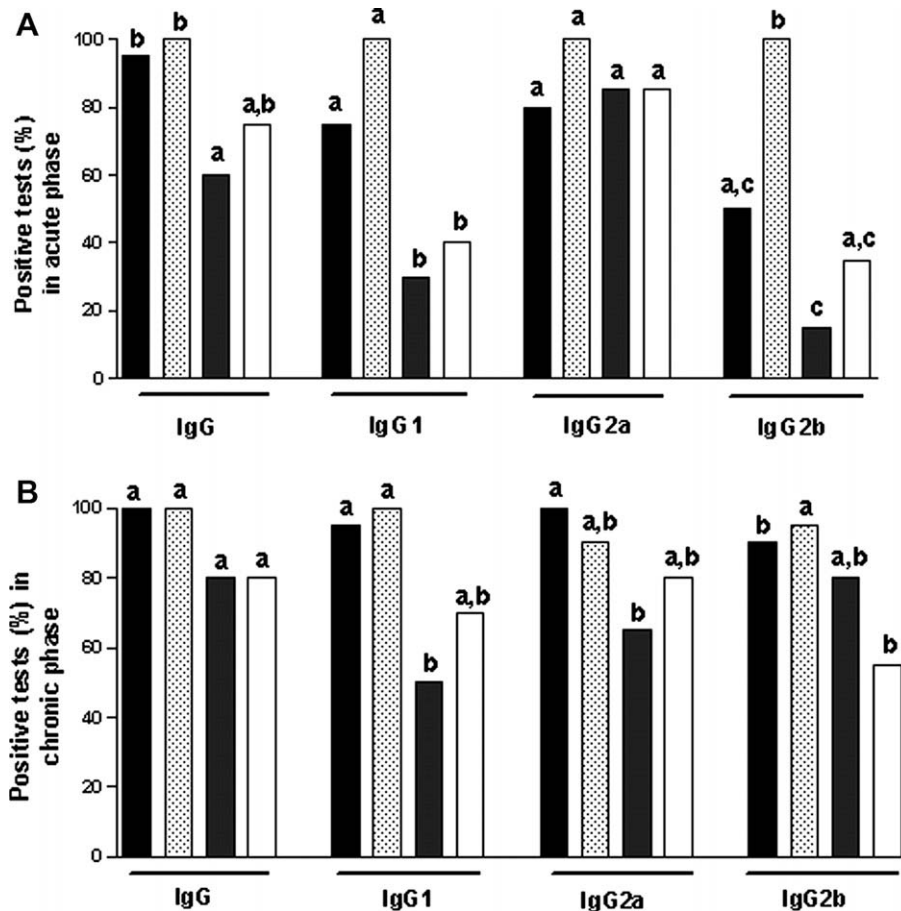 A
Positive tests (%)
in acute phase
100
80
60
40
20
0
b
b
a
a,b
a
a
b
b
a
a
a
a
a,c
b
c
a,c
IgG
IgG1
IgG2a
IgG2b
B
Positive tests (%) in
chronic phase
100
80
60
40
20
0
a
a
a
a
a
a
b
a,b
a
a,b
b
a,b
b
a
a,b
b
IgG
IgG1
IgG2a
IgG2b